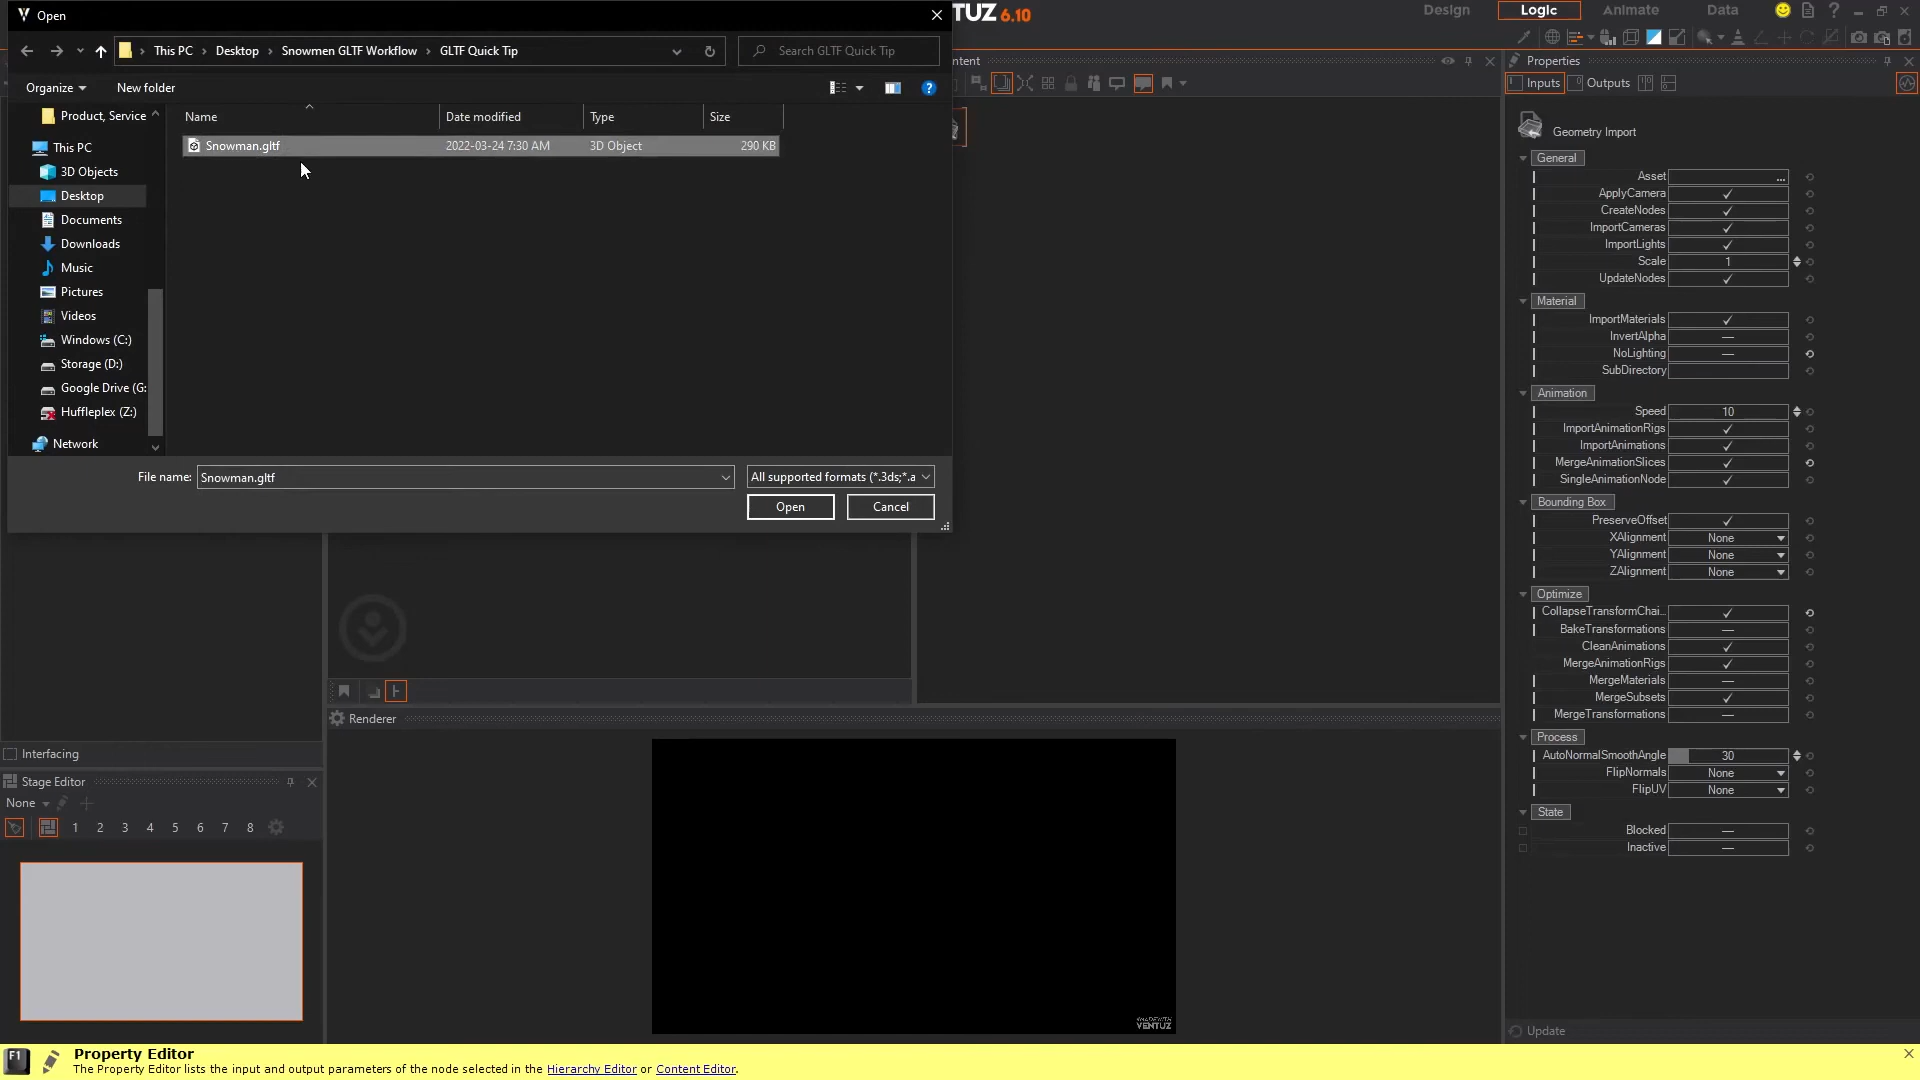 Open
TUZ 6.10
Design
Logic
Animate
Data
This PC
Desktop
Snowmen GLTF Workflow
GLTF Quick Tip
Search GLTF Quick Tip
ntent
Properties
Organize
New folder
Inputs
Outputs
Name
Date modified
Type
Size
Product, Service
Snowman.gltf
2022-03-24 7:30 AM
3D Object
290 KB
This PC
3D Objects
Desktop
Documents
Downloads
Music
Pictures
Videos
Windows (C:)
Storage (D:)
Google Drive (G:
Huffleplex (Z:)
Network
File name:
Snowman.gltf
All supported formats (*.3ds;*.a
Open
Cancel
Geometry Import
General
Asset
...
ApplyCamera
CreateNodes
ImportCameras
ImportLights
Scale
1
UpdateNodes
Material
ImportMaterials
InvertAlpha
NoLighting
SubDirectory
Animation
Speed
10
ImportAnimationRigs
ImportAnimations
MergeAnimationSlices
SingleAnimationNode
Bounding Box
PreserveOffset
XAlignment
None
YAlignment
None
ZAlignment
None
Optimize
CollapseTransformChai...
BakeTransformations
CleanAnimations
MergeAnimationRigs
MergeMaterials
MergeSubsets
MergeTransformations
Process
AutoNormalSmoothAngle
30
FlipNormals
None
FlipUV
None
State
Blocked
Inactive
Update
Renderer
Interfacing
Stage Editor
None
1 2 3 4 5 6 7 8
MADE WITH
VENTUZ
F1
Property Editor
The Property Editor lists the input and output parameters of the node selected in the Hierarchy Editor or Content Editor.